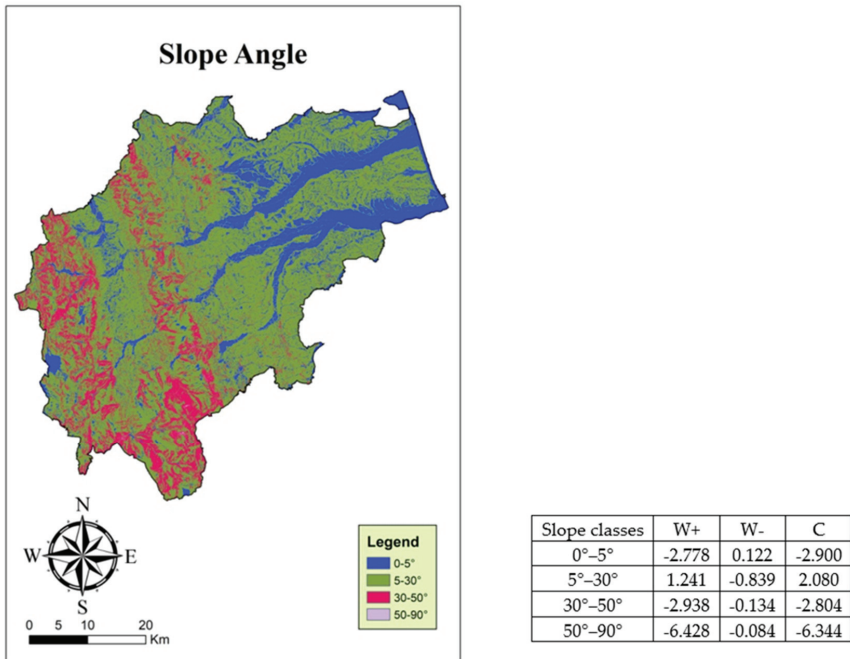 Slope Angle
N
W E
S
0 5 10 20
Km
Legend
0-5°
5-30°
30-50°
50-90°
Slope classes W+ W- C
0°–5° -2.778 0.122 -2.900
5°–30° 1.241 -0.839 2.080
30°–50° -2.938 -0.134 -2.804
50°–90° -6.428 -0.084 -6.344